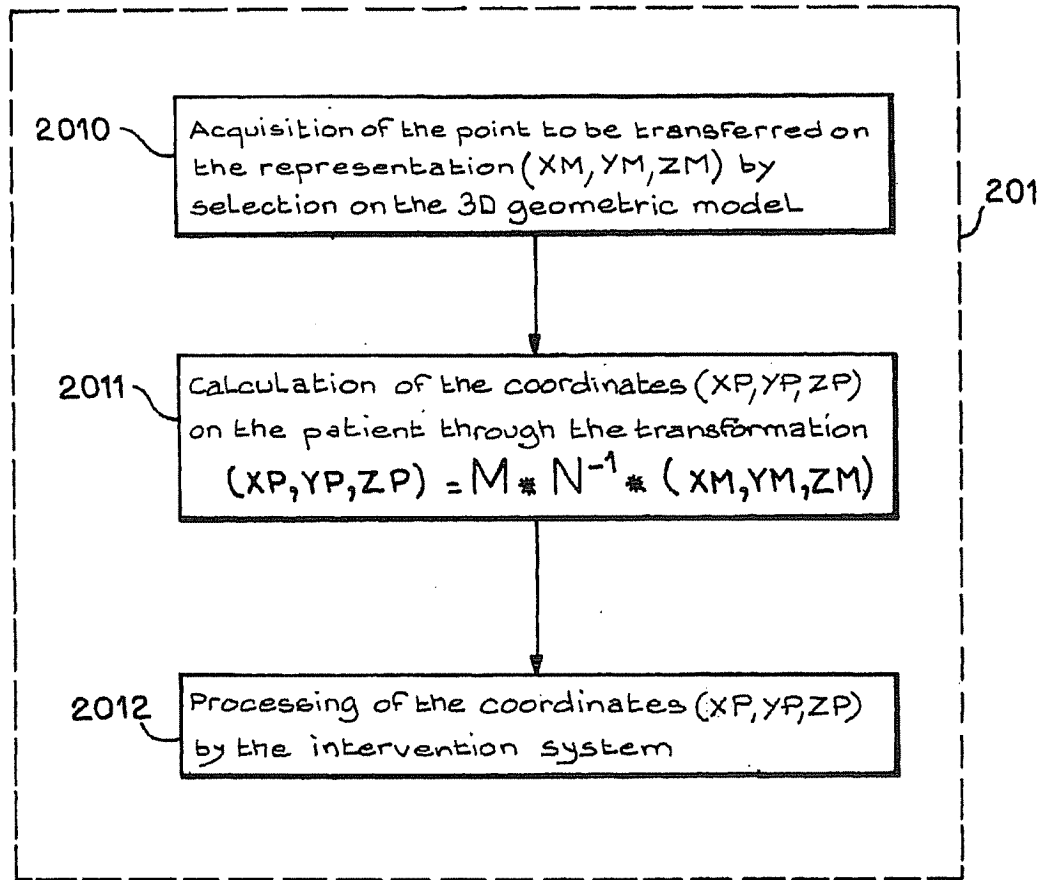 2010
Acquisition of the point to be transferred on
the representation (XM, YM, ZM) by
selection on the 3D geometric model
201
2011
Calculation of the coordinates (XP, YP, ZP)
on the patient through the transformation
(XP, YP, ZP) = M * N⁻¹ * (XM, YM, ZM)
2012
Processing of the coordinates (XP, YP, ZP)
by the intervention system